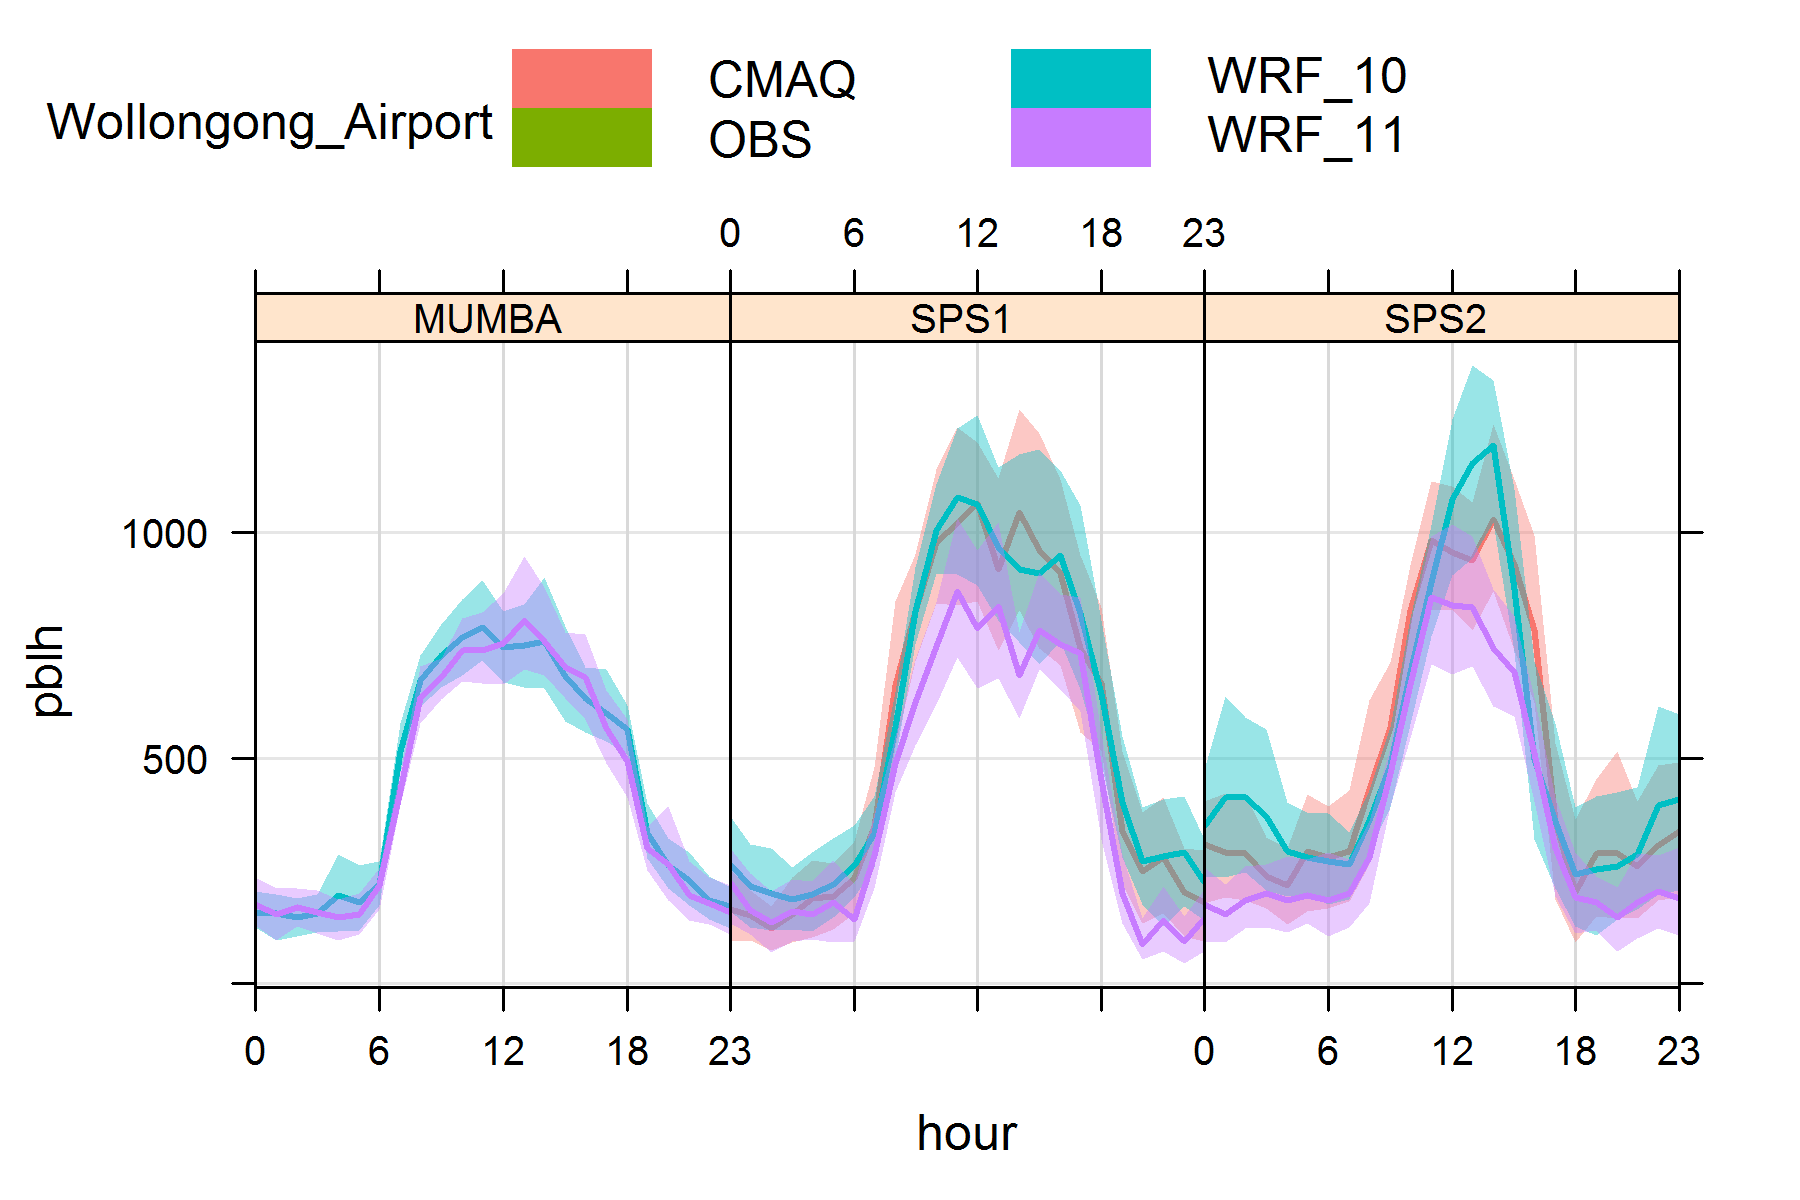 Wollongong_Airport
CMAQ
OBS
WRF_10
WRF_11
0 6 12 18 23
MUMBA SPS1 SPS2
1000
500
pblh
0 6 12 18 23 0 6 12 18 23
hour